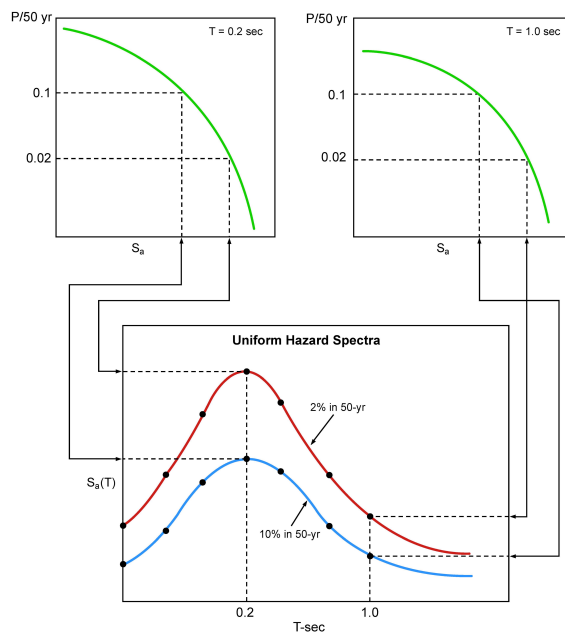 P/50 yr
T = 0.2 sec
0.1
0.02
Sa
P/50 yr
T = 1.0 sec
0.1
0.02
Sa
Uniform Hazard Spectra
2% in 50-yr
Sa(T)
10% in 50-yr
0.2
1.0
T-sec